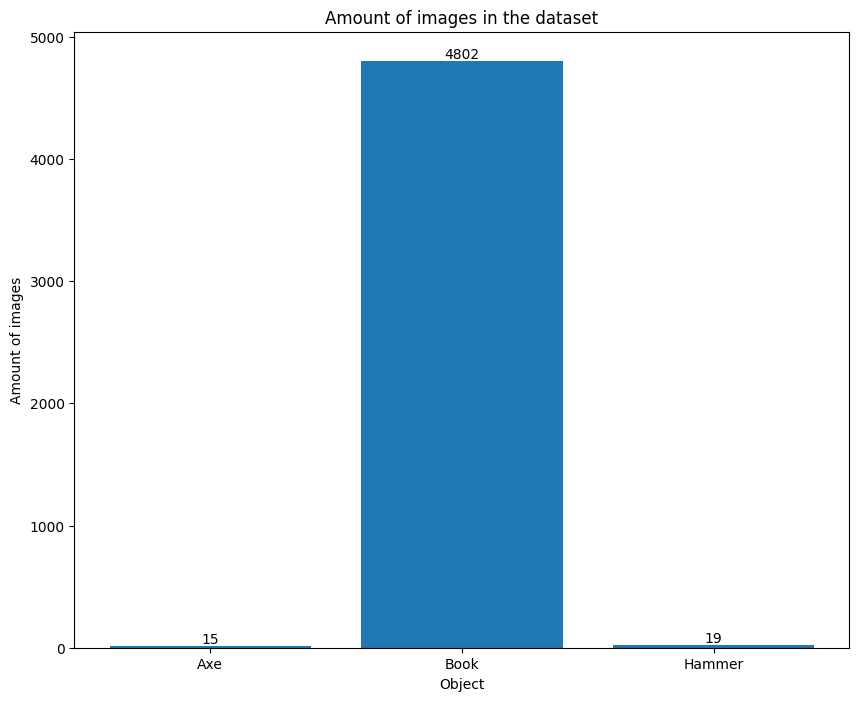 Amount of images in the dataset
Amount of images
5000
4000
3000
2000
1000
0
4802
15
19
Axe
Book
Hammer
Object